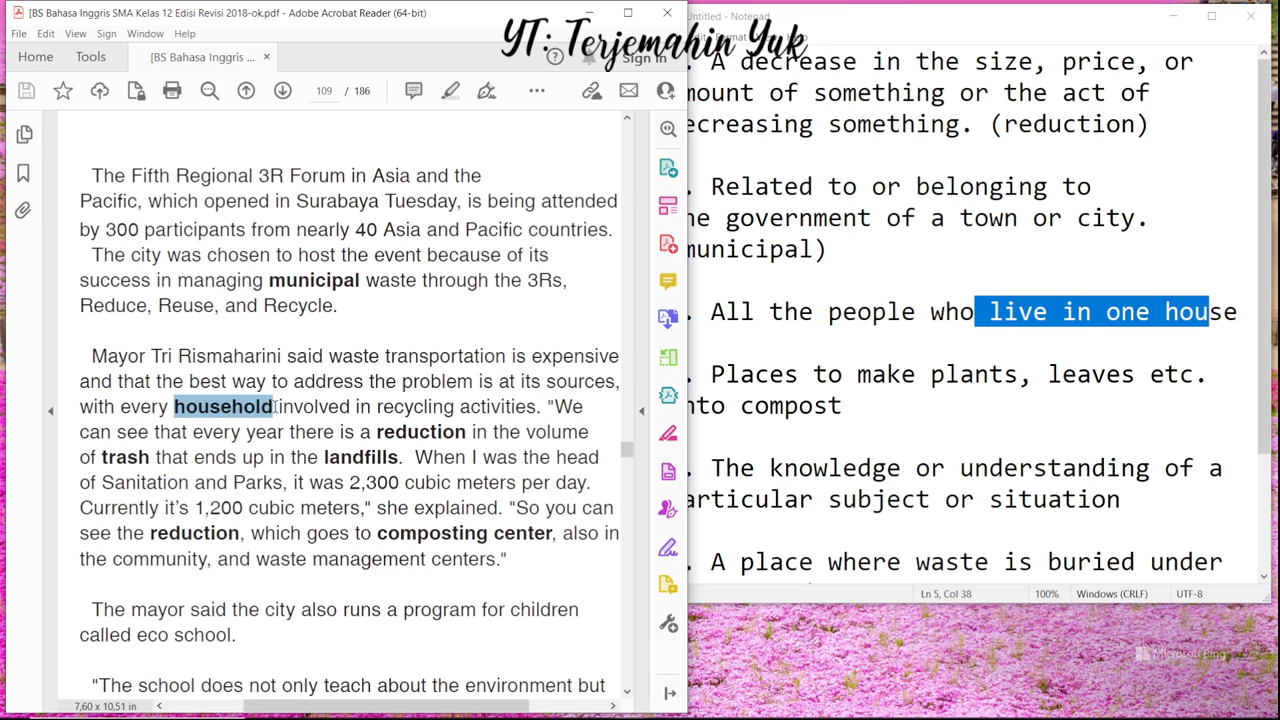 [BS Bahasa Inggris SMA Kelas 12 Edisi Revisi 2018-ok.pdf - Adobe Acrobat Reader (64-bit)
File Edit View Sign Window Help
Home Tools [BS Bahasa Inggris ... × Sign In
109 / 186
The Fifth Regional 3R Forum in Asia and the
Pacific, which opened in Surabaya Tuesday, is being attended
by 300 participants from nearly 40 Asia and Pacific countries.
The city was chosen to host the event because of its
success in managing municipal waste through the 3Rs,
Reduce, Reuse, and Recycle.
Mayor Tri Rismaharini said waste transportation is expensive
and that the best way to address the problem is at its sources,
with every household involved in recycling activities. "We
can see that every year there is a reduction in the volume
of trash that ends up in the landfills. When I was the head
of Sanitation and Parks, it was 2,300 cubic meters per day.
Currently it's 1,200 cubic meters," she explained. "So you can
see the reduction, which goes to composting center, also in
the community, and waste management centers."
The mayor said the city also runs a program for children
called eco school.
"The school does not only teach about the environment but
7,60 x 10,51 in
YT: Terjemahin Yuk
Untitled - Notepad
Format
. A decrease in the size, price, or
mount of something or the act of
ecreasing something. (reduction)
. Related to or belonging to
he government of a town or city.
municipal)
. All the people who live in one house
. Places to make plants, leaves etc.
nto compost
. The knowledge or understanding of a
articular subject or situation
. A place where waste is buried under
Ln 5, Col 38 100% Windows (CRLF) UTF-8
Microsoft Bing